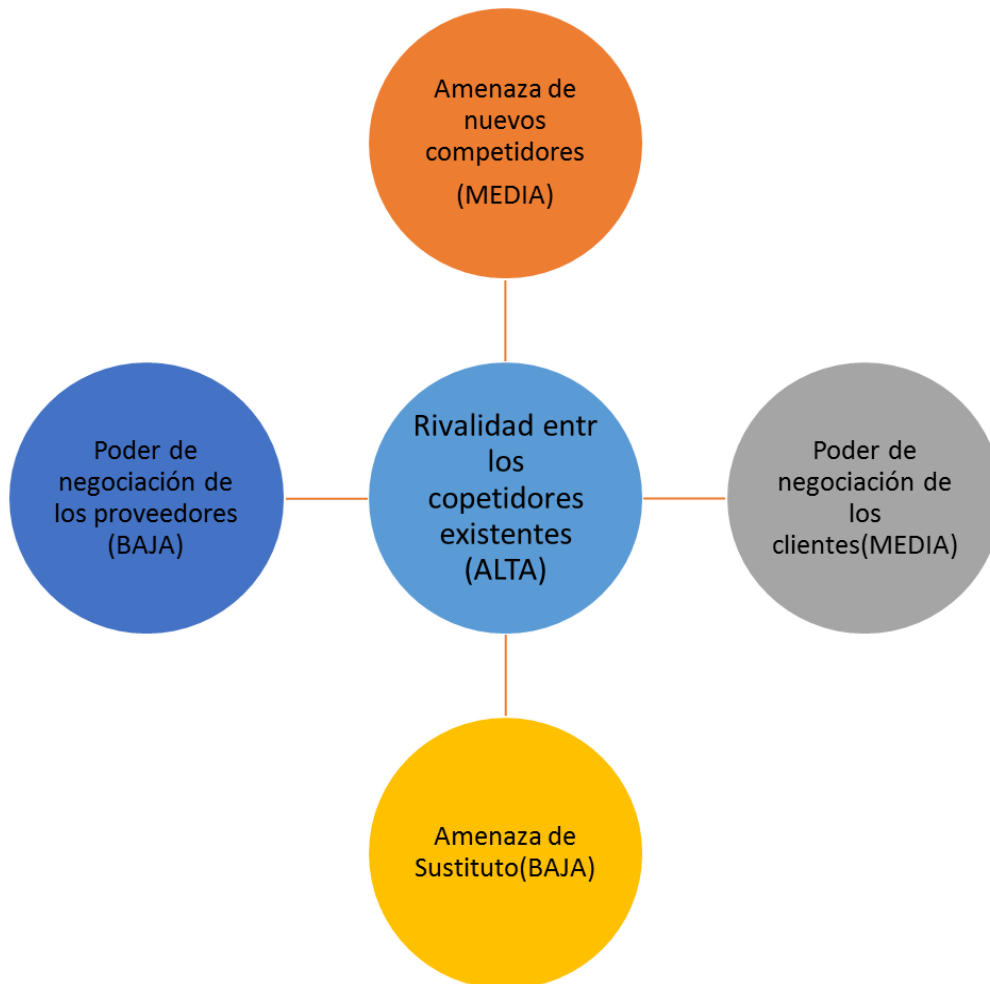 Amenaza de
nuevos
competidores
(MEDIA)
Poder de
negociación de
los proveedores
(BAJA)
Rivalidad entr
los
copetidores
existentes
(ALTA)
Poder de
negociación de
los
clientes(MEDIA)
Amenaza de
Sustituto(BAJA)